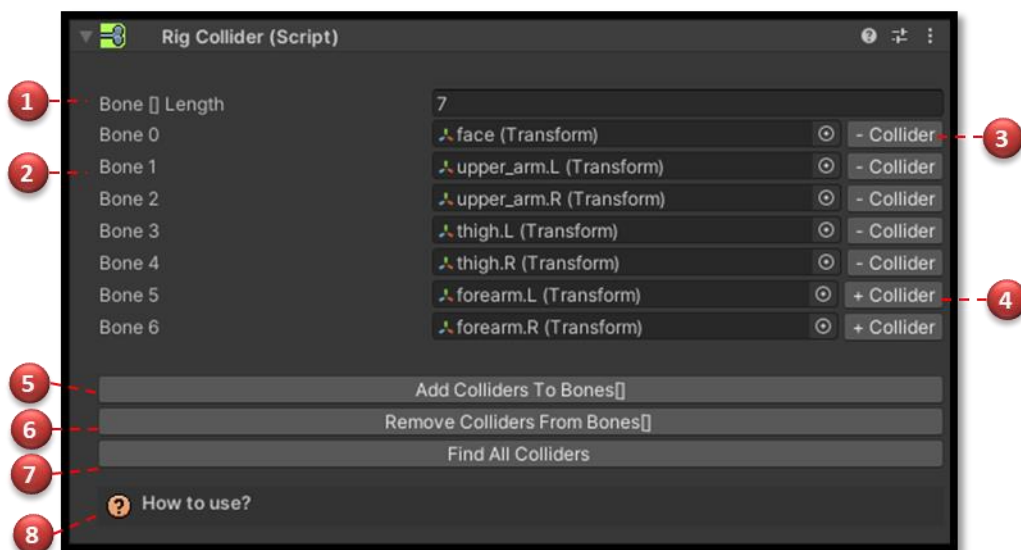 Rig Collider (Script)
1 Bone [] Length 7
Bone 0 face (Transform) - Collider 3
2 Bone 1 upper_arm.L (Transform) - Collider
Bone 2 upper_arm.R (Transform) - Collider
Bone 3 thigh.L (Transform) - Collider
Bone 4 thigh.R (Transform) - Collider
Bone 5 forearm.L (Transform) + Collider 4
Bone 6 forearm.R (Transform) + Collider
5 Add Colliders To Bones[]
6 Remove Colliders From Bones[]
7 Find All Colliders
8 ? How to use?